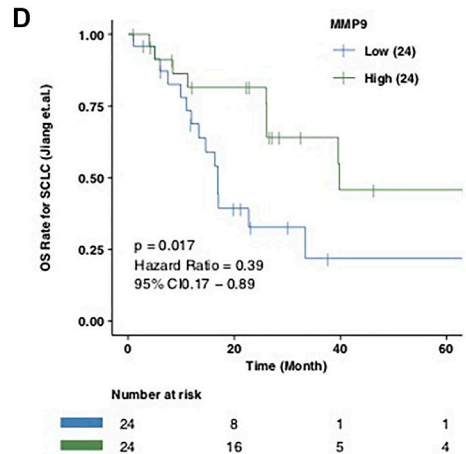 D
MMP9
Low (24)
High (24)
OS Rate for SCLC (Jiang et.al.)
1.00
0.75
0.50
0.25
0.00
p = 0.017
Hazard Ratio = 0.39
95% CI0.17 – 0.89
0 20 40 60
Time (Month)
Number at risk
24 8 1 1
24 16 5 4